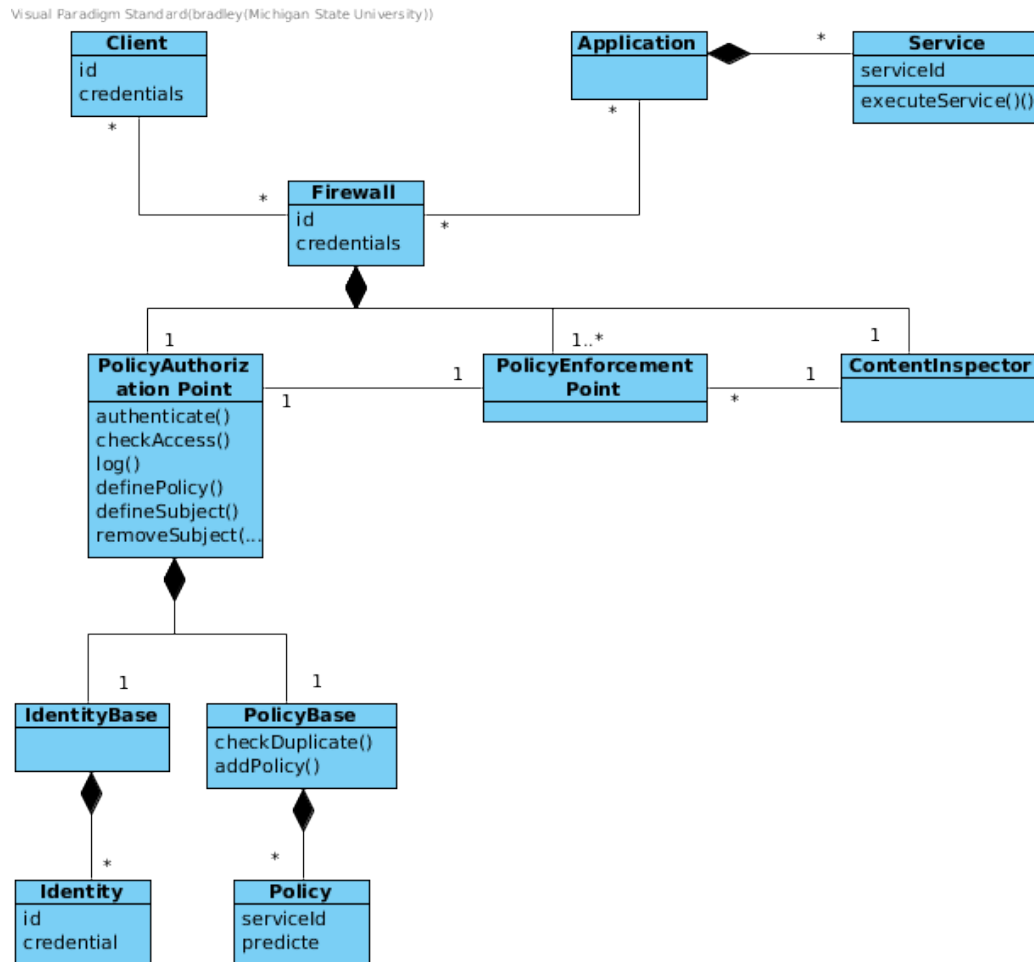 Visual Paradigm Standard(bradley(Michigan State University))
Client
id
credentials
*
Application
*
*
Service
serviceId
executeService()()
Firewall
id
credentials
*
*
1
1..*
1
PolicyAuthoriz
ation Point
authenticate()
checkAccess()
log()
definePolicy()
defineSubject()
removeSubject(...
1
1
PolicyEnforcement
Point
*
1
ContentInspector
1
1
IdentityBase
PolicyBase
checkDuplicate()
addPolicy()
*
*
Identity
id
credential
Policy
serviceId
predicte